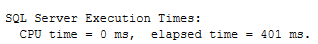 SQL Server Execution Times:
CPU time = 0 ms,  elapsed time = 401 ms.